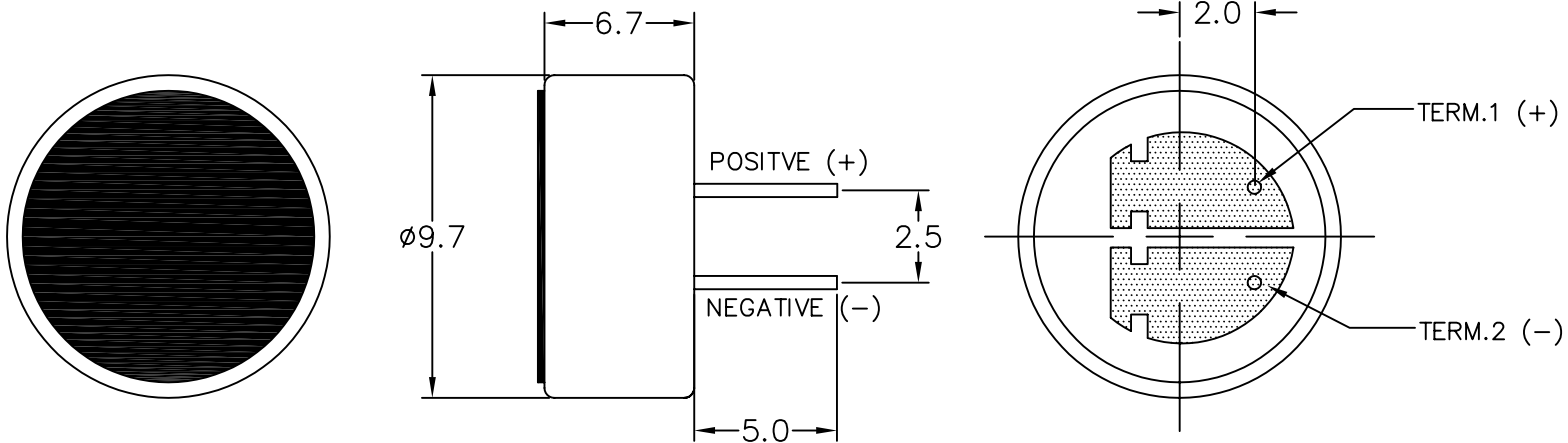 6.7
2.0
TERM.1 (+)
POSITVE (+)
ø9.7
2.5
NEGATIVE (-)
TERM.2 (-)
5.0